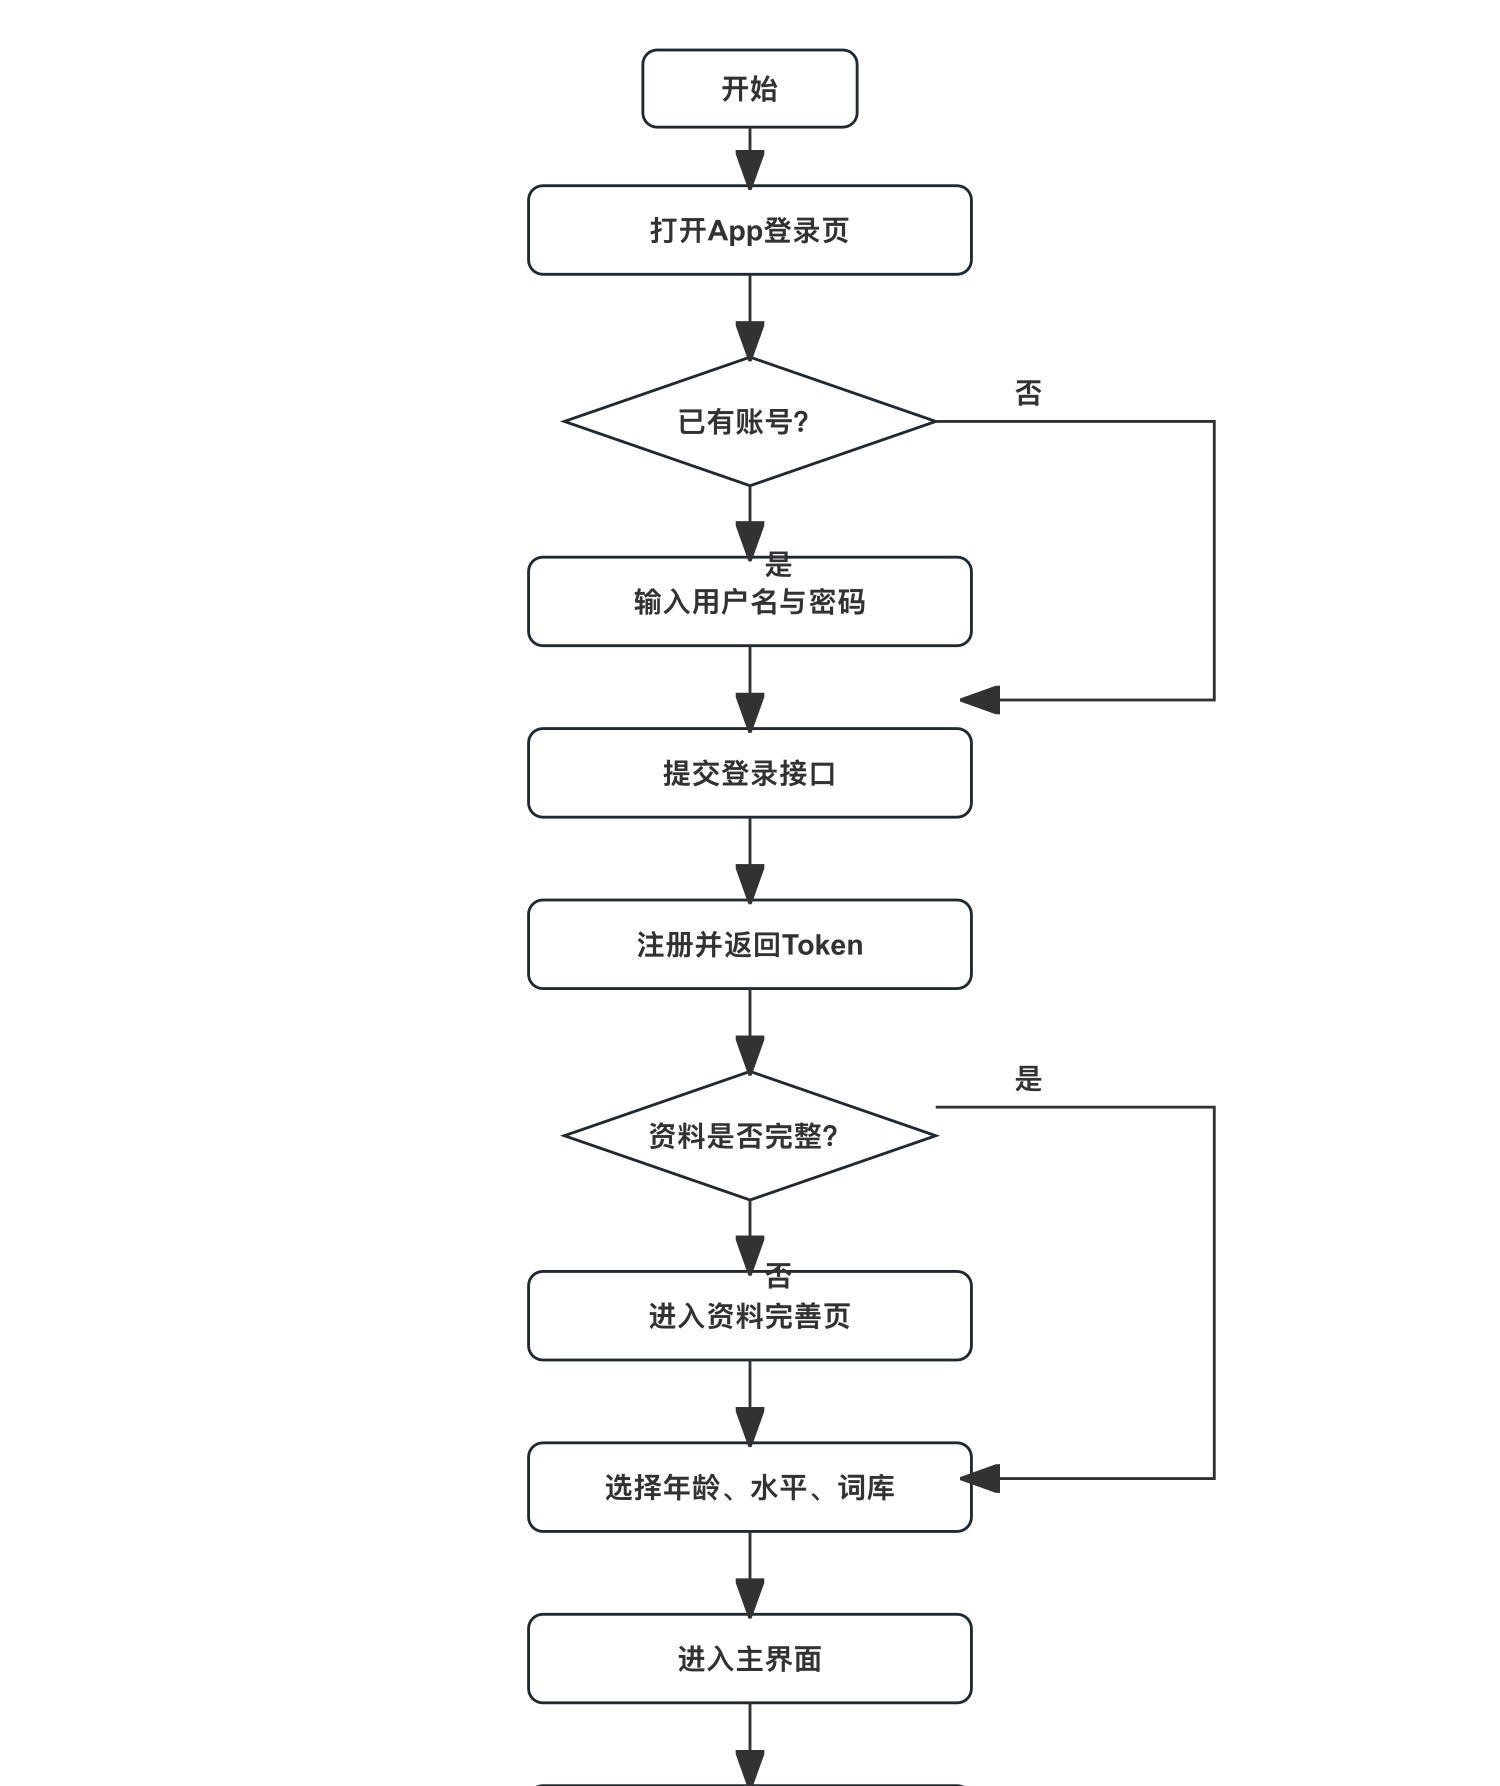 开始
打开App登录页
否
已有账号?
是
输入用户名与密码
提交登录接口
注册并返回Token
是
资料是否完整?
否
进入资料完善页
选择年龄、水平、词库
进入主界面